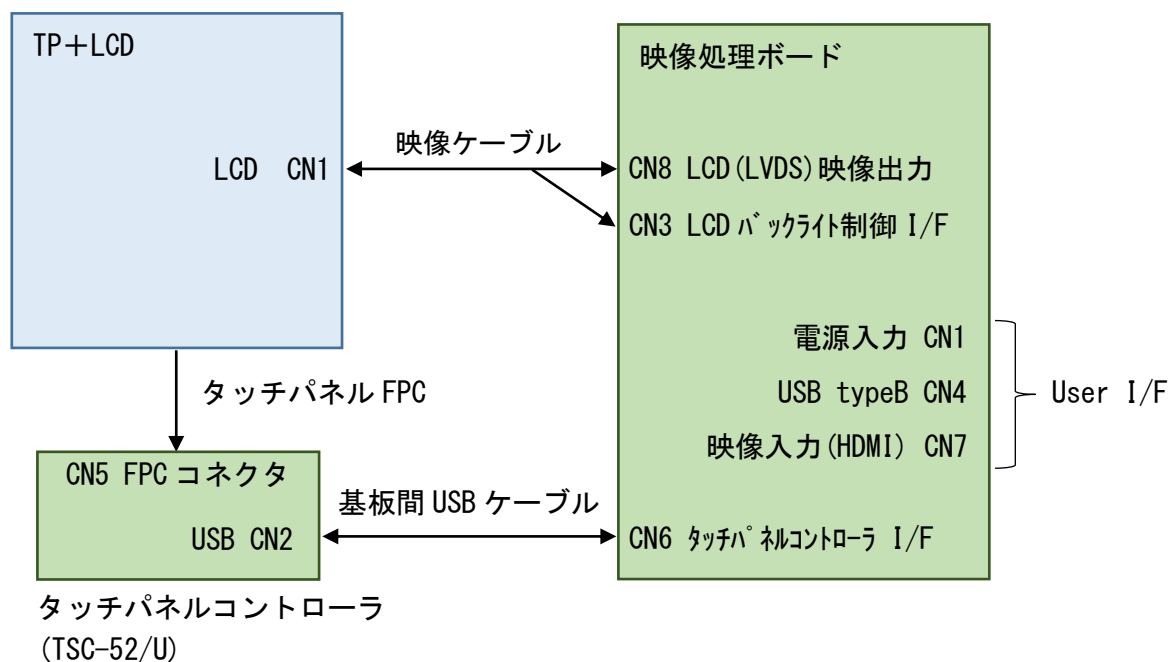 TP+LCD
映像処理ボード
映像ケーブル
LCD CN1
CN8 LCD(LVDS)映像出力
CN3 LCD ﾊﾞｯｸﾗｲﾄ制御 I/F
電源入力 CN1
USB typeB CN4
映像入力(HDMI) CN7
User I/F
タッチパネル FPC
CN5 FPC コネクタ
USB CN2
基板間 USB ケーブル
CN6 ﾀｯﾁﾊﾟﾈﾙｺﾝﾄﾛｰﾗ I/F
タッチパネルコントローラ
(TSC-52/U)